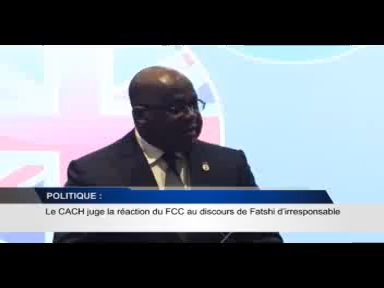 POLITIQUE :
Le CACH juge la réaction du FCC au discours de Fatshi d'irresponsable